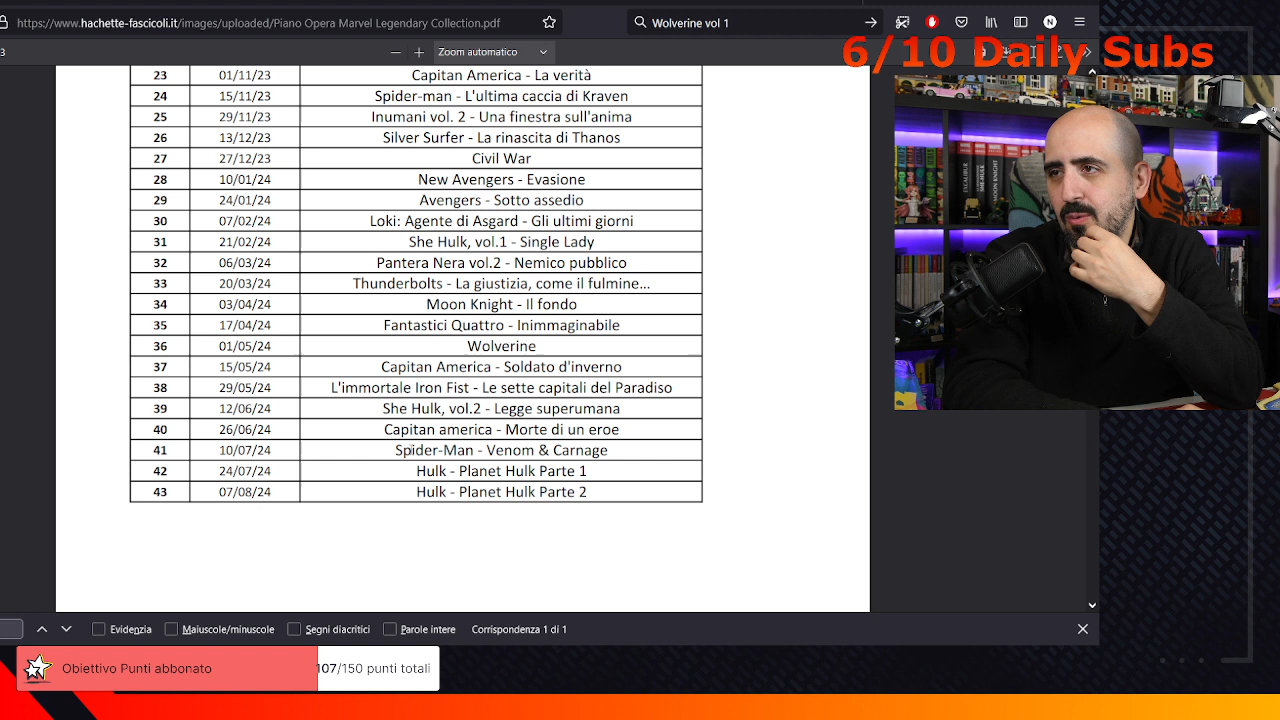 https://www.hachette-fascicoli.it/images/uploaded/Piano Opera Marvel Legendary Collection.pdf
Wolverine vol 1
N
6/10 Daily Subs
3
Zoom automatico
23 01/11/23 Capitan America - La verità
24 15/11/23 Spider-man - L'ultima caccia di Kraven
25 29/11/23 Inumani vol. 2 - Una finestra sull'anima
26 13/12/23 Silver Surfer - La rinascita di Thanos
27 27/12/23 Civil War
28 10/01/24 New Avengers - Evasione
29 24/01/24 Avengers - Sotto assedio
30 07/02/24 Loki: Agente di Asgard - Gli ultimi giorni
31 21/02/24 She Hulk, vol.1 - Single Lady
32 06/03/24 Pantera Nera vol.2 - Nemico pubblico
33 20/03/24 Thunderbolts - La giustizia, come il fulmine...
34 03/04/24 Moon Knight - Il fondo
35 17/04/24 Fantastici Quattro - Inimmaginabile
36 01/05/24 Wolverine
37 15/05/24 Capitan America - Soldato d'inverno
38 29/05/24 L'immortale Iron Fist - Le sette capitali del Paradiso
39 12/06/24 She Hulk, vol.2 - Legge superumana
40 26/06/24 Capitan america - Morte di un eroe
41 10/07/24 Spider-Man - Venom & Carnage
42 24/07/24 Hulk - Planet Hulk Parte 1
43 07/08/24 Hulk - Planet Hulk Parte 2
EXCALIBUR
SHE-HULK
MOON KNIGHT
Evidenzia
Maiuscole/minuscole
Segni diacritici
Parole intere
Corrispondenza 1 di 1
Obiettivo Punti abbonato
107/150 punti totali